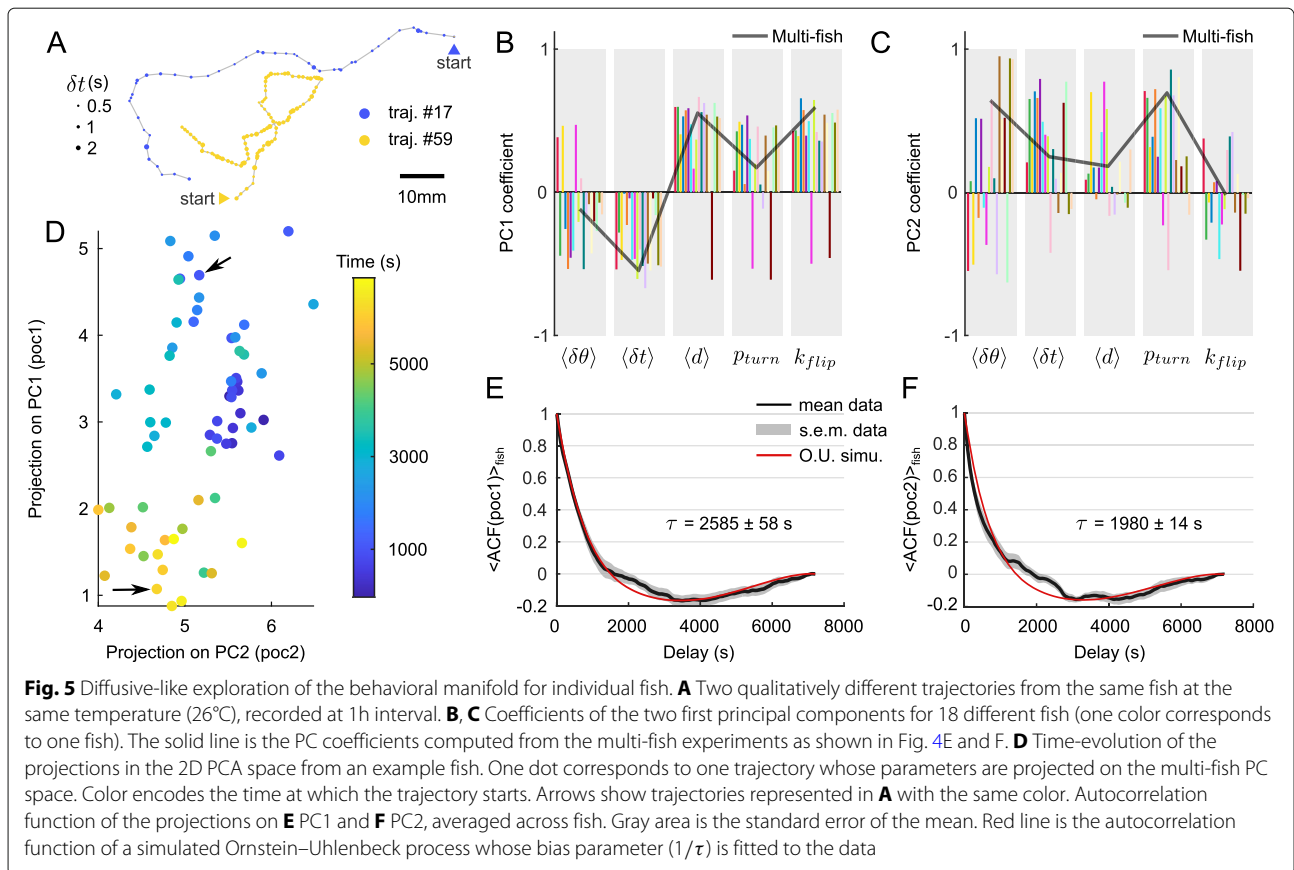 A
δt(s)
0.5
1
2
start
traj. #17
traj. #59
start
10mm
B
Multi-fish
1
0
-1
PC1 coefficient
⟨δθ⟩ ⟨δt⟩ ⟨d⟩ p_turn k_flip
C
Multi-fish
1
0
-1
PC2 coefficient
⟨δθ⟩ ⟨δt⟩ ⟨d⟩ p_turn k_flip
D
5
4
3
2
1
Projection on PC1 (poc1)
4 5 6
Projection on PC2 (poc2)
Time (s)
5000
3000
1000
E
1
0.8
0.6
0.4
0.2
0
-0.2
<ACF(poc1)>fish
mean data
s.e.m. data
O.U. simu.
τ = 2585 ± 58 s
0 2000 4000 6000 8000
Delay (s)
F
1
0.8
0.6
0.4
0.2
0
-0.2
<ACF(poc2)>fish
τ = 1980 ± 14 s
0 2000 4000 6000 8000
Delay (s)
Fig. 5 Diffusive-like exploration of the behavioral manifold for individual fish. A Two qualitatively different trajectories from the same fish at the
same temperature (26°C), recorded at 1h interval. B, C Coefficients of the two first principal components for 18 different fish (one color corresponds
to one fish). The solid line is the PC coefficients computed from the multi-fish experiments as shown in Fig. 4E and F. D Time-evolution of the
projections in the 2D PCA space from an example fish. One dot corresponds to one trajectory whose parameters are projected on the multi-fish PC
space. Color encodes the time at which the trajectory starts. Arrows show trajectories represented in A with the same color. Autocorrelation
function of the projections on E PC1 and F PC2, averaged across fish. Gray area is the standard error of the mean. Red line is the autocorrelation
function of a simulated Ornstein–Uhlenbeck process whose bias parameter (1/τ) is fitted to the data